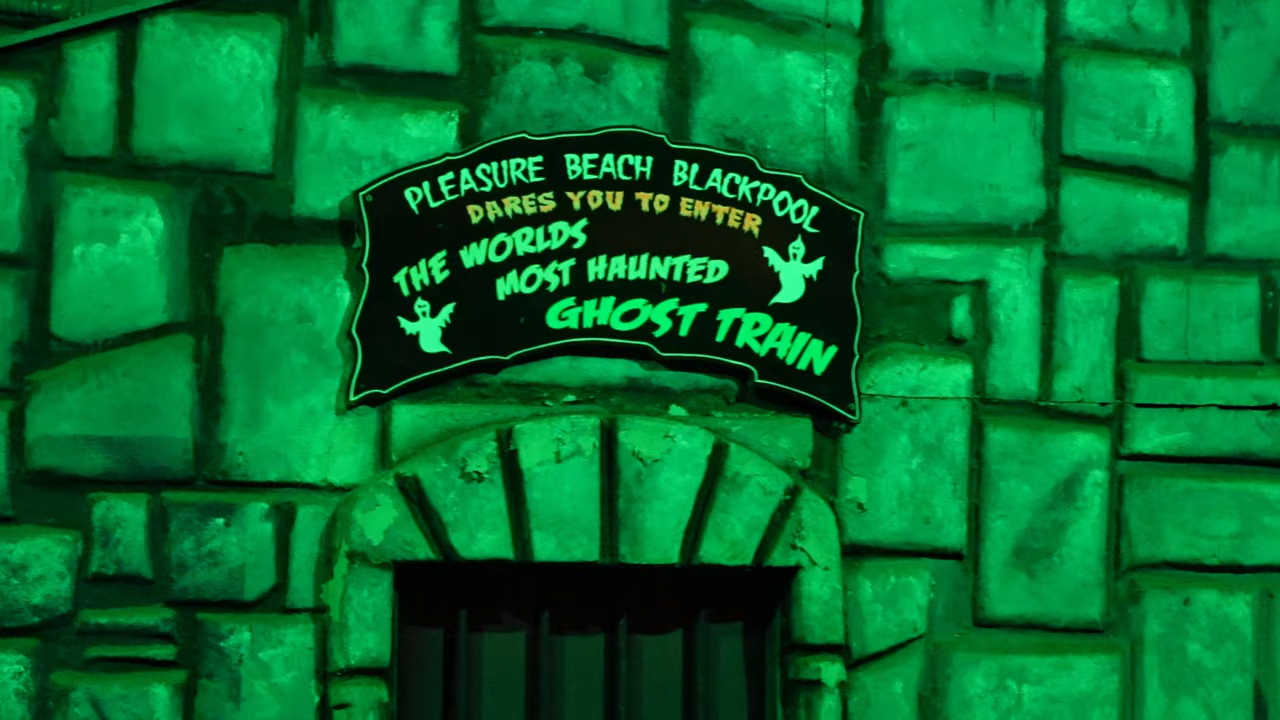 PLEASURE BEACH BLACKPOOL
DARES YOU TO ENTER
THE WORLDS
MOST HAUNTED
GHOST TRAIN